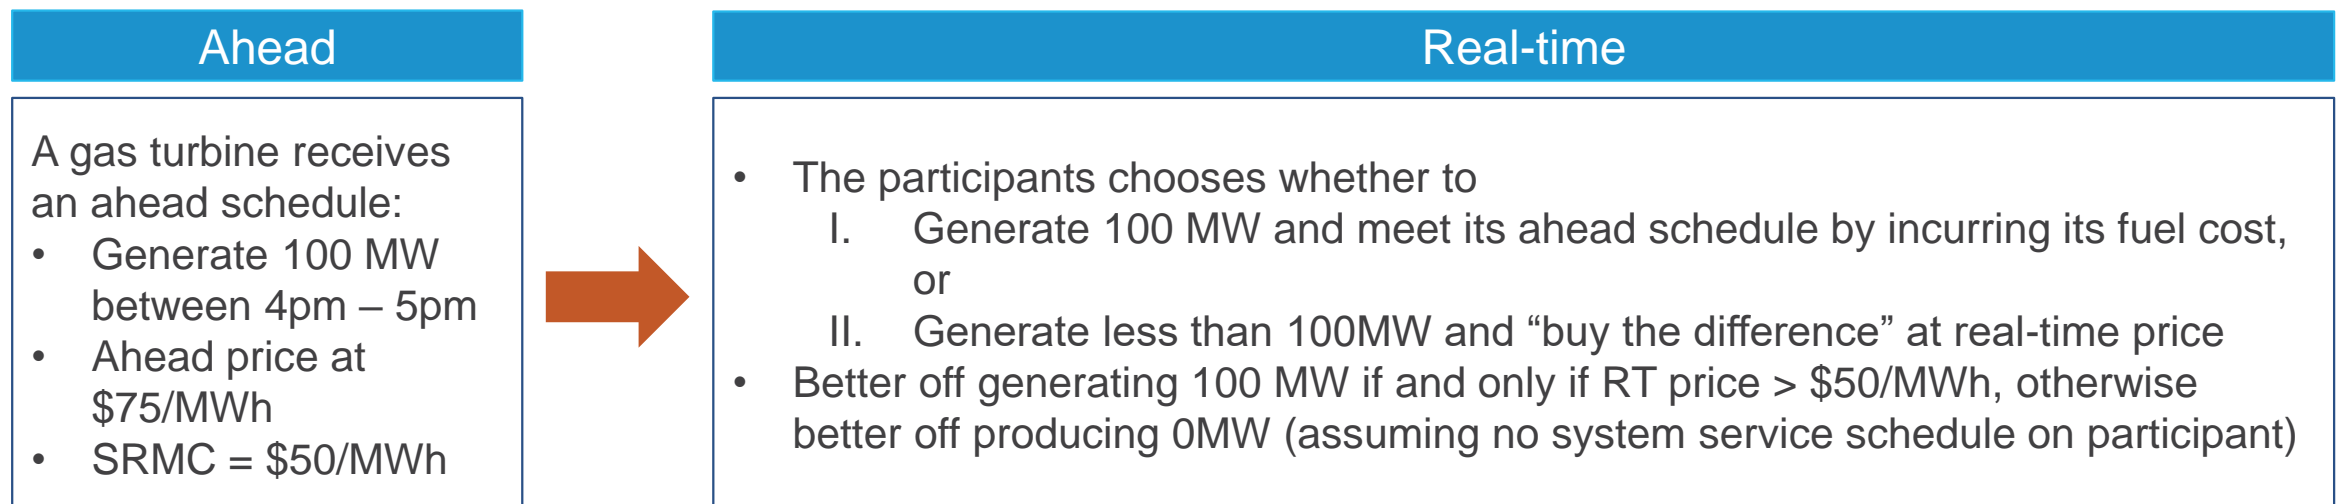 Ahead
A gas turbine receives
an ahead schedule:
• Generate 100 MW
between 4pm – 5pm
• Ahead price at
$75/MWh
• SRMC = $50/MWh
Real-time
• The participants chooses whether to
I. Generate 100 MW and meet its ahead schedule by incurring its fuel cost,
or
II. Generate less than 100MW and “buy the difference” at real-time price
• Better off generating 100 MW if and only if RT price > $50/MWh, otherwise
better off producing 0MW (assuming no system service schedule on participant)